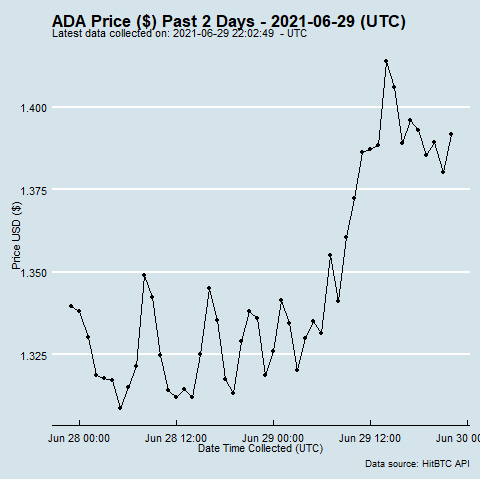 ADA Price ($) Past 2 Days - 2021-06-29 (UTC)
Latest data collected on: 2021-06-29 22:02:49  - UTC
Price USD ($)
1.400
1.375
1.350
1.325
Jun 28 00:00 Jun 28 12:00 Jun 29 00:00 Jun 29 12:00 Jun 30 00
Date Time Collected (UTC)
Data source: HitBTC API